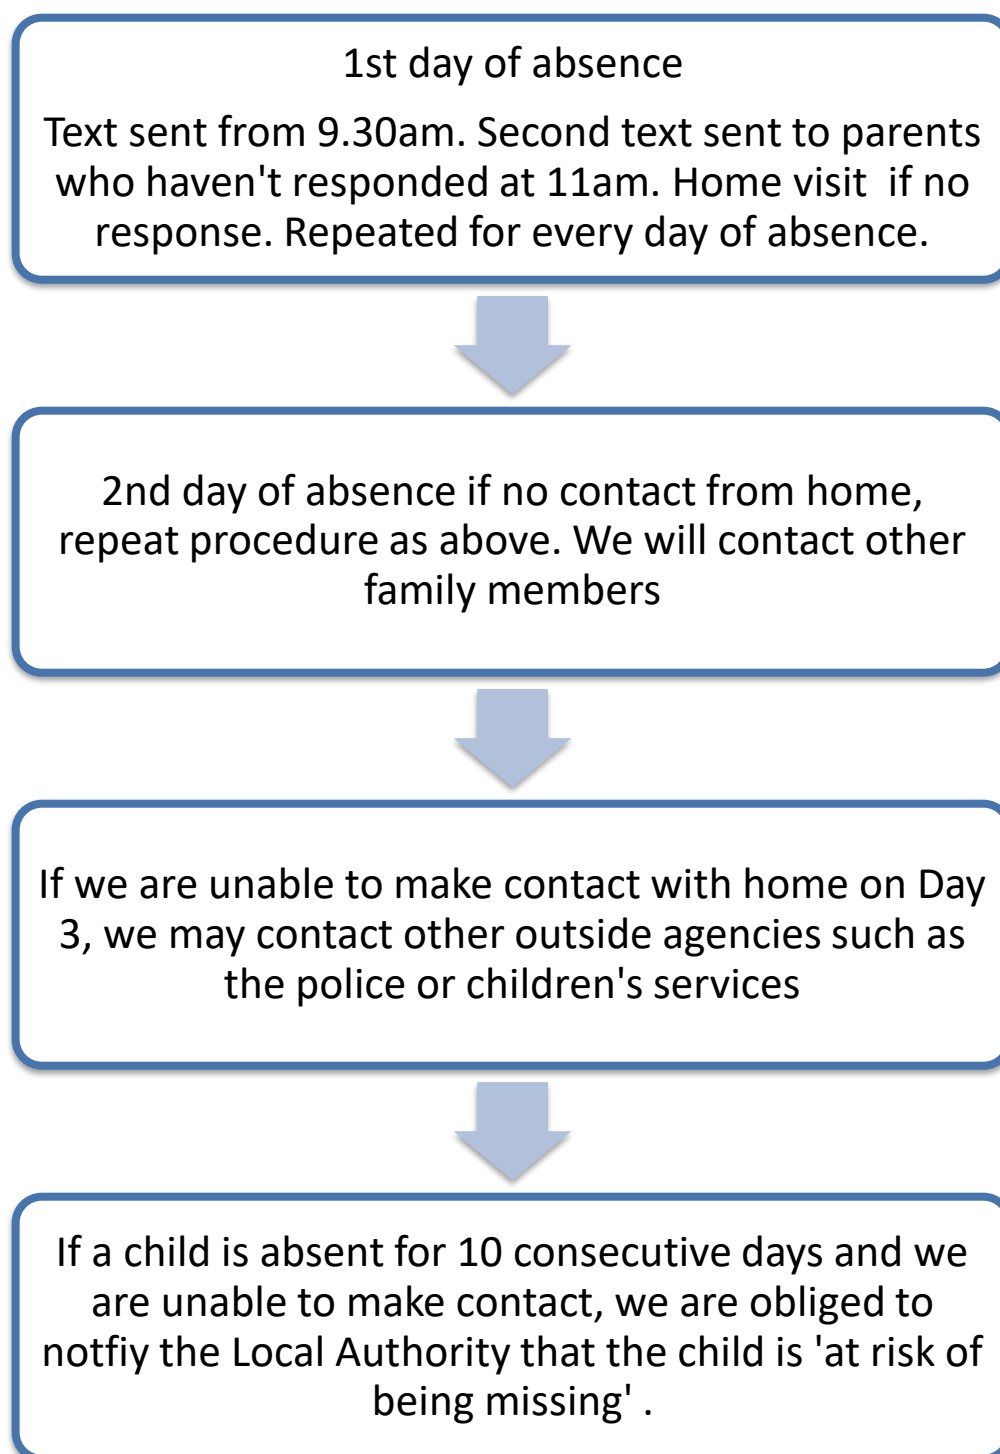 1st day of absence
Text sent from 9.30am. Second text sent to parents
who haven't responded at 11am. Home visit  if no
response. Repeated for every day of absence.
2nd day of absence if no contact from home,
repeat procedure as above. We will contact other
family members
If we are unable to make contact with home on Day
3, we may contact other outside agencies such as
the police or children's services
If a child is absent for 10 consecutive days and we
are unable to make contact, we are obliged to
notfiy the Local Authority that the child is 'at risk of
being missing' .